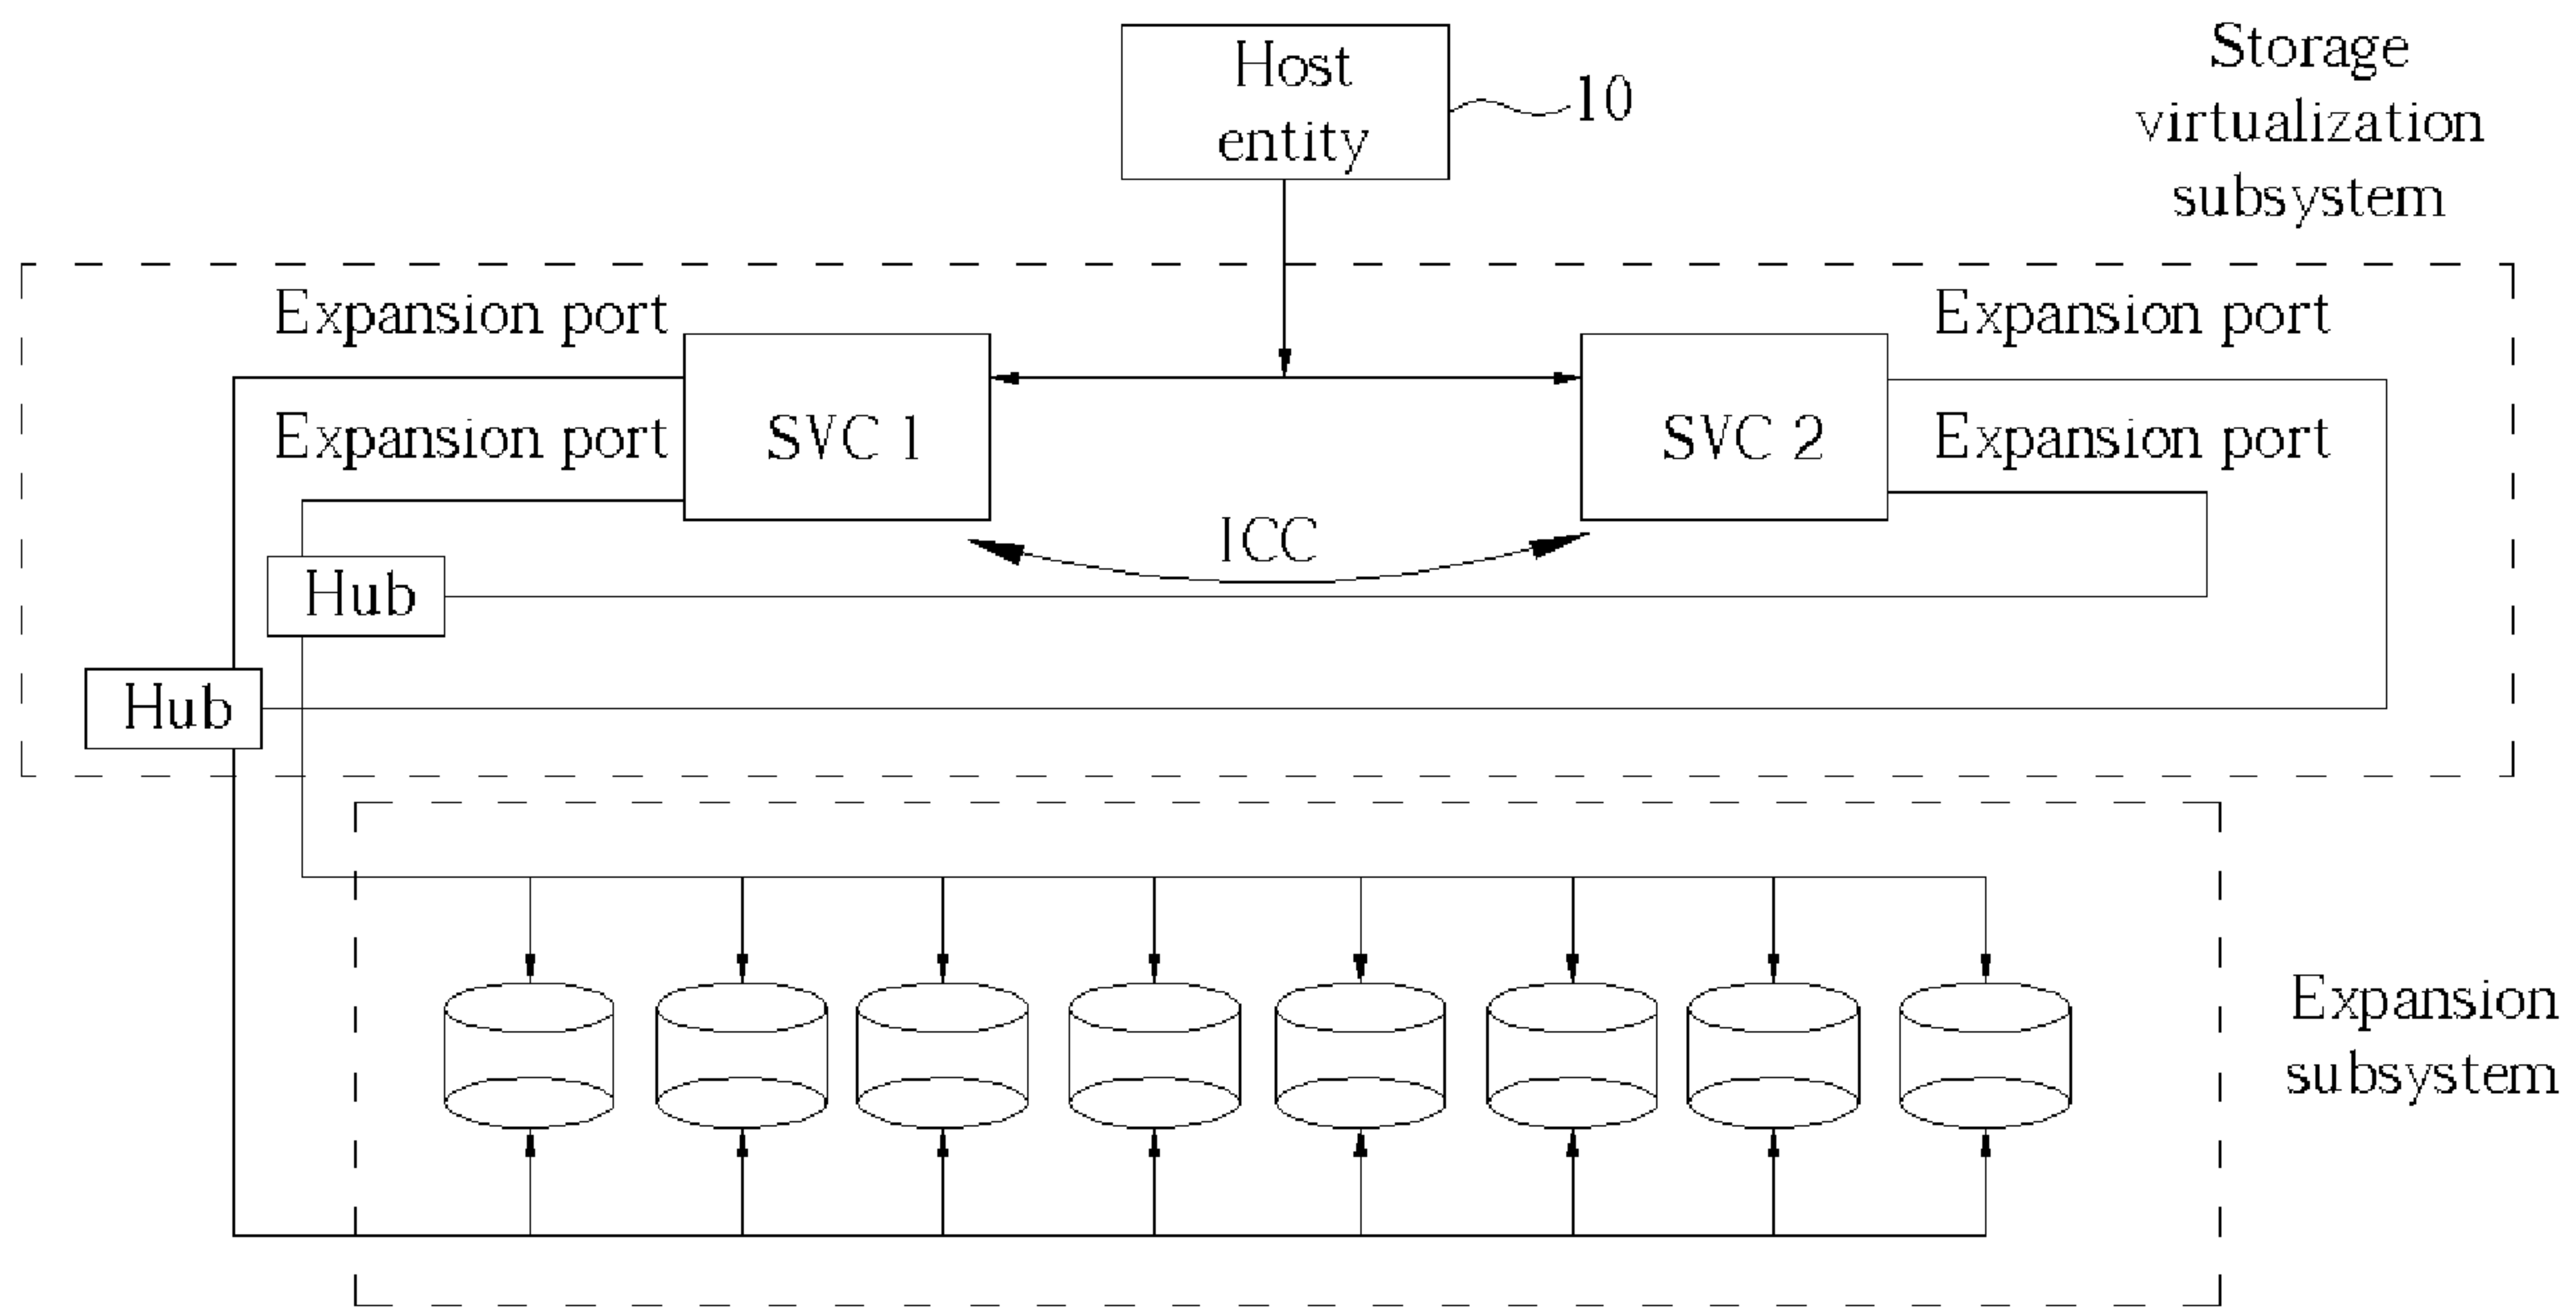 Host
entity
10
Storage
virtualization
subsystem
Expansion port
Expansion port
Expansion port
SVC 1
SVC 2
Expansion port
ICC
Hub
Hub
Expansion
subsystem